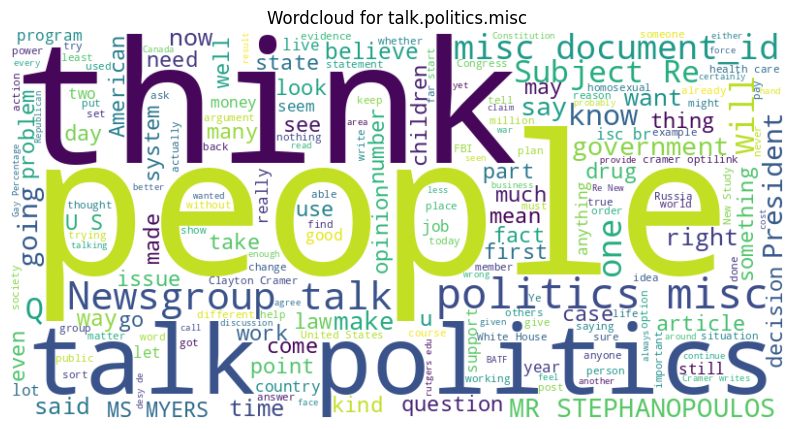 Wordcloud for talk.politics.misc
program
power
try
least
used
now
need
well
American
live
evidence
seem
believe
whether
state
statement
homosexual
either
force
Constitution
someone
certainly
health care
misc document_id
every
Canada
result
think
Subject Re
Will
action
Republican
problem
two
put
set
system
actually
look
money
argument
many
back
ask
see
nothing
read
keep
area
write
children
yet
far
start
Congress
tell
claim
million
war
FBI
seen
plan
say
may
know
want
reason
probably
already
might
never
pay
hand
thing
isc br
example
government
provide
cramer optilink
day
going
people
one
U S
thought
trying
talking
made
better
wanted
without
show
take
really
use
able
find
good
enough
number
opinion
part
less
business
place
job
today
much
mean
fact
first
drug
member
wrong
true
order
Re New
Russia
world
right
anything
something
New Study
cost
done
President
decision
Gay Percentage
society
issue
Clayton Cramer
change
agree
Q
Newsgroup talk
politics misc
way
go
different
help
United States
law
make
u
course
support
given
Ye
others
give
idea
life
saying
sure
case
option
article
situation
even
group
matter
public
sort
lot
let
word
got
call
discussion
work
come
point
country
year
White House
BATF
working
person
post
anyone
feel
another
always
important
around
continue
still
Cramer writes
talk politics
said
MS MYERS
desy de
time
answer
face
rutgers edu
kind
question
MR STEPHANOPOULOS